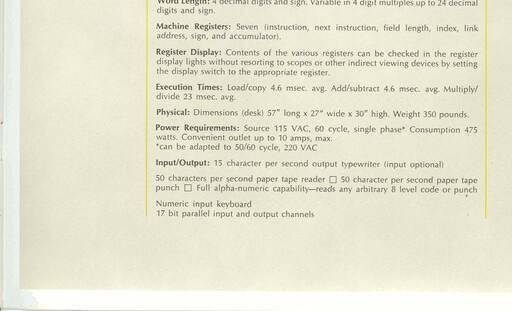 Word Length: 4 decimal digits and sign. Variable in 4 digit multiples up to 24 decimal
digits and sign.
Machine Registers: Seven (instruction, next instruction, field length, index, link
address, sign, and accumulator).
Register Display: Contents of the various registers can be checked in the register
display lights without resorting to scopes or other indirect viewing devices by setting
the display switch to the appropriate register.
Execution Times: Load/copy 4.6 msec. avg. Add/subtract 4.6 msec. avg. Multiply/
divide 23 msec. avg.
Physical: Dimensions (desk) 57" long x 27" wide x 30" high. Weight 350 pounds.
Power Requirements: Source 115 VAC, 60 cycle, single phase* Consumption 475
watts. Convenient outlet up to 10 amps, max.
*can be adapted to 50/60 cycle, 220 VAC
Input/Output: 15 character per second output typewriter (input optional)
50 characters per second paper tape reader □ 50 character per second paper tape
punch □ Full alpha-numeric capability—reads any arbitrary 8 level code or punch
Numeric input keyboard
17 bit parallel input and output channels